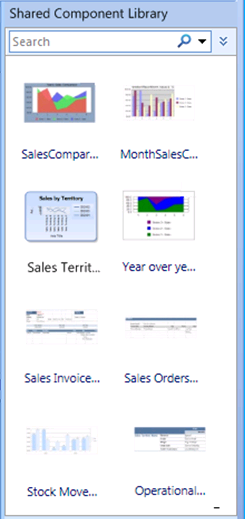 Shared Component Library
Search
SalesCompar... MonthSalesC...
Sales by Territory
Sales Territ... Year over ye...
Sales Invoice... Sales Orders...
Stock Move... Operational...